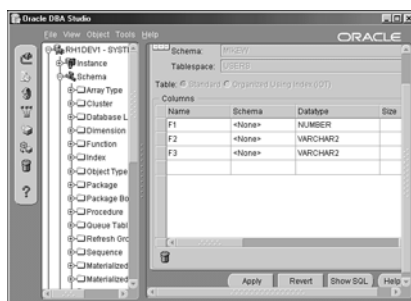 Oracle DBA Studio
File View Object Tools Help
ORACLE
RH1DEV1 - SYSTE
Instance
Schema
Array Type
Cluster
Database L
Dimension
Function
Index
Object Type
Package
Package Bo
Procedure
Queue Tabl
Refresh Gro
Sequence
Materialized
Materialized
Schema: MIKEW
Tablespace: USERS
Table: Standard Organized Using Index (IOT)
Columns
Name Schema Datatype Size
F1 <None> NUMBER
F2 <None> VARCHAR2
F3 <None> VARCHAR2
Apply Revert Show SQL Help